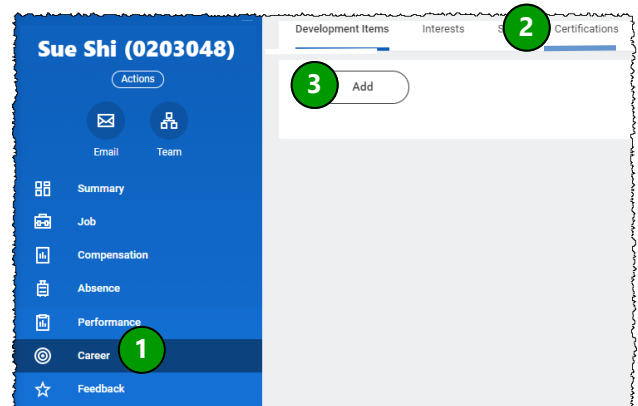 Sue Shi (0203048)
Actions
Email Team
Summary
Job
Compensation
Absence
Performance
Career 1
Feedback
Development Items Interests 2 Certifications
3 Add